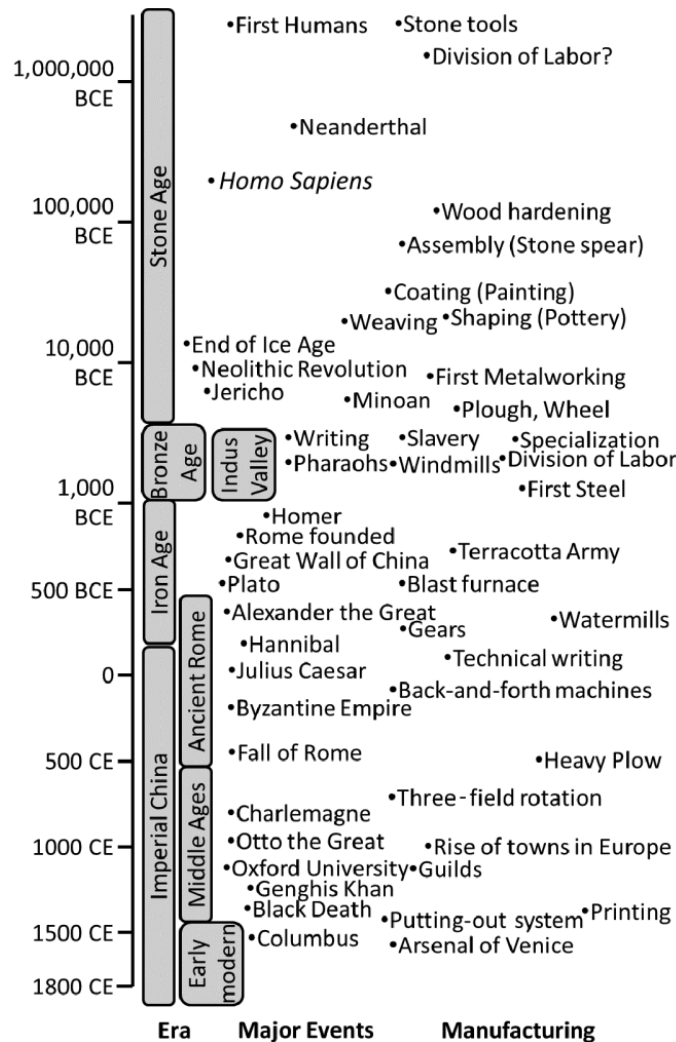 First Humans
Stone tools
Division of Labor?
1,000,000
BCE
Neanderthal
Homo Sapiens
Stone Age
100,000
BCE
Wood hardening
Assembly (Stone spear)
Coating (Painting)
Weaving
Shaping (Pottery)
End of Ice Age
10,000
BCE
Neolithic Revolution
First Metalworking
Jericho
Minoan
Plough, Wheel
Bronze
Age
Indus
Valley
Writing
Slavery
Specialization
Pharaohs
Windmills
Division of Labor
First Steel
1,000
BCE
Homer
Rome founded
Iron Age
Great Wall of China
Terracotta Army
500 BCE
Plato
Blast furnace
Alexander the Great
Watermills
Gears
Ancient Rome
Hannibal
Technical writing
0
Julius Caesar
Back-and-forth machines
Byzantine Empire
500 CE
Fall of Rome
Heavy Plow
Imperial China
Middle Ages
Three-field rotation
Charlemagne
1000 CE
Otto the Great
Rise of towns in Europe
Oxford University
Guilds
Genghis Khan
Black Death
Putting-out system
Printing
1500 CE
Columbus
Arsenal of Venice
Early
modern
1800 CE
Era
Major Events
Manufacturing